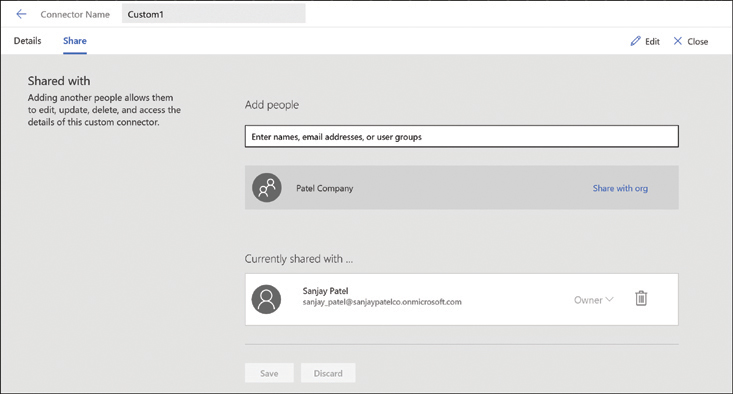 Connector Name Custom1
Details Share Edit Close
Shared with
Adding another people allows them
to edit, update, delete, and access the
details of this custom connector.
Add people
Enter names, email addresses, or user groups
Patel Company Share with org
Currently shared with ...
Sanjay Patel
sanjay_patel@sanjaypatelco.onmicrosoft.com
Owner
Save Discard